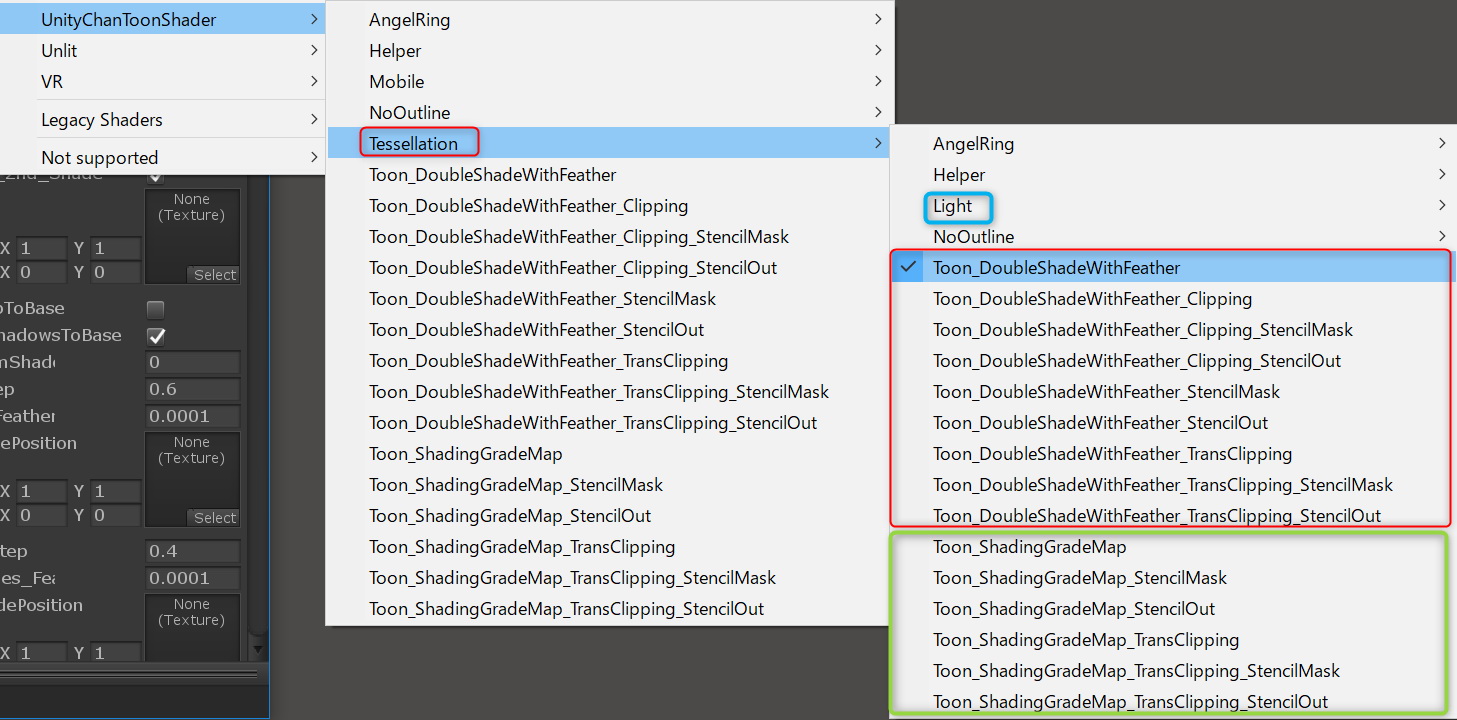 UnityChanToonShader
Unlit
VR
Legacy Shaders
Not supported
AngelRing
Helper
Mobile
NoOutline
Tessellation
Toon_DoubleShadeWithFeather
Toon_DoubleShadeWithFeather_Clipping
Toon_DoubleShadeWithFeather_Clipping_StencilMask
Toon_DoubleShadeWithFeather_Clipping_StencilOut
Toon_DoubleShadeWithFeather_StencilMask
Toon_DoubleShadeWithFeather_StencilOut
Toon_DoubleShadeWithFeather_TransClipping
Toon_DoubleShadeWithFeather_TransClipping_StencilMask
Toon_DoubleShadeWithFeather_TransClipping_StencilOut
Toon_ShadingGradeMap
Toon_ShadingGradeMap_StencilMask
Toon_ShadingGradeMap_StencilOut
Toon_ShadingGradeMap_TransClipping
Toon_ShadingGradeMap_TransClipping_StencilMask
Toon_ShadingGradeMap_TransClipping_StencilOut
AngelRing
Helper
Light
NoOutline
Toon_DoubleShadeWithFeather
Toon_DoubleShadeWithFeather_Clipping
Toon_DoubleShadeWithFeather_Clipping_StencilMask
Toon_DoubleShadeWithFeather_Clipping_StencilOut
Toon_DoubleShadeWithFeather_StencilMask
Toon_DoubleShadeWithFeather_StencilOut
Toon_DoubleShadeWithFeather_TransClipping
Toon_DoubleShadeWithFeather_TransClipping_StencilMask
Toon_DoubleShadeWithFeather_TransClipping_StencilOut
Toon_ShadingGradeMap
Toon_ShadingGradeMap_StencilMask
Toon_ShadingGradeMap_StencilOut
Toon_ShadingGradeMap_TransClipping
Toon_ShadingGradeMap_TransClipping_StencilMask
Toon_ShadingGradeMap_TransClipping_StencilOut
None
(Texture)
X 1 Y 1
X 0 Y 0
Select
oToBase
hadowsToBase
mShade
0
ep
0.6
Feather
0.0001
ePosition
None
(Texture)
X 1 Y 1
X 0 Y 0
Select
tep
0.4
es_Fea
0.0001
dePosition
None
(Texture)
X 1 Y 1